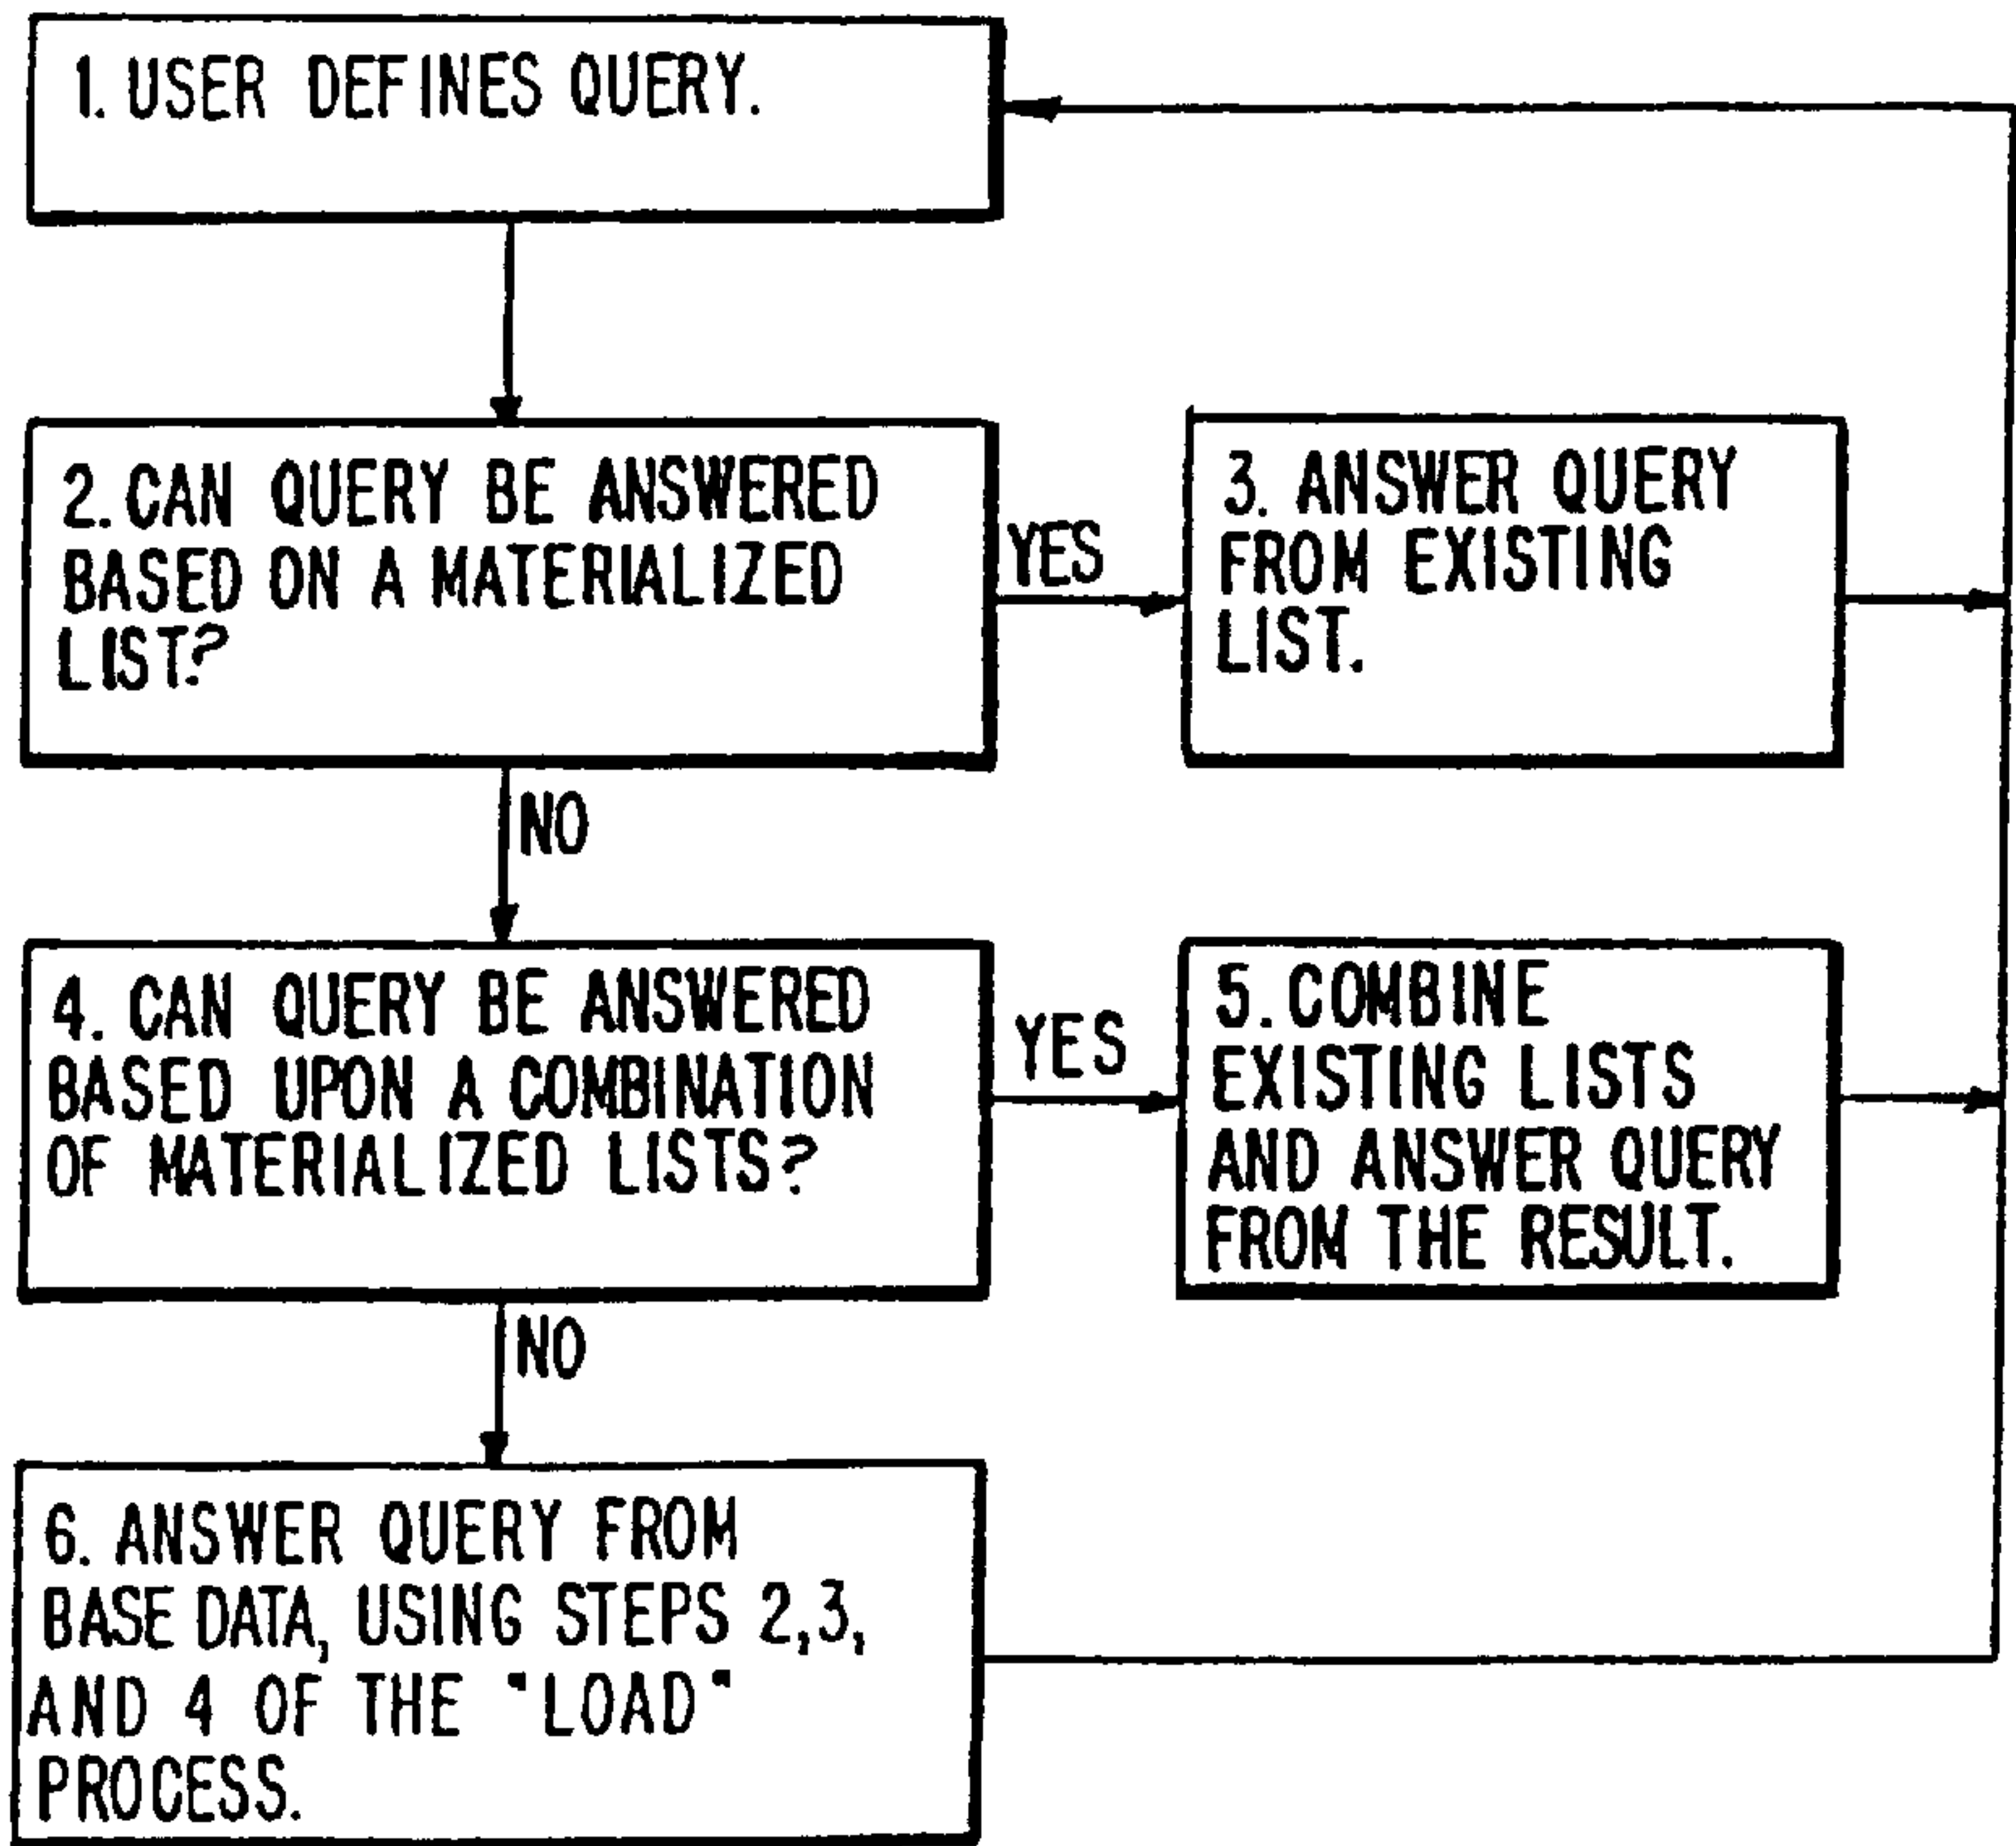 1. USER DEFINES QUERY.
2. CAN QUERY BE ANSWERED
BASED ON A MATERIALIZED
LIST?
YES
3. ANSWER QUERY
FROM EXISTING
LIST.
NO
4. CAN QUERY BE ANSWERED
BASED UPON A COMBINATION
OF MATERIALIZED LISTS?
YES
5. COMBINE
EXISTING LISTS
AND ANSWER QUERY
FROM THE RESULT.
NO
6. ANSWER QUERY FROM
BASE DATA, USING STEPS 2,3,
AND 4 OF THE "LOAD"
PROCESS.